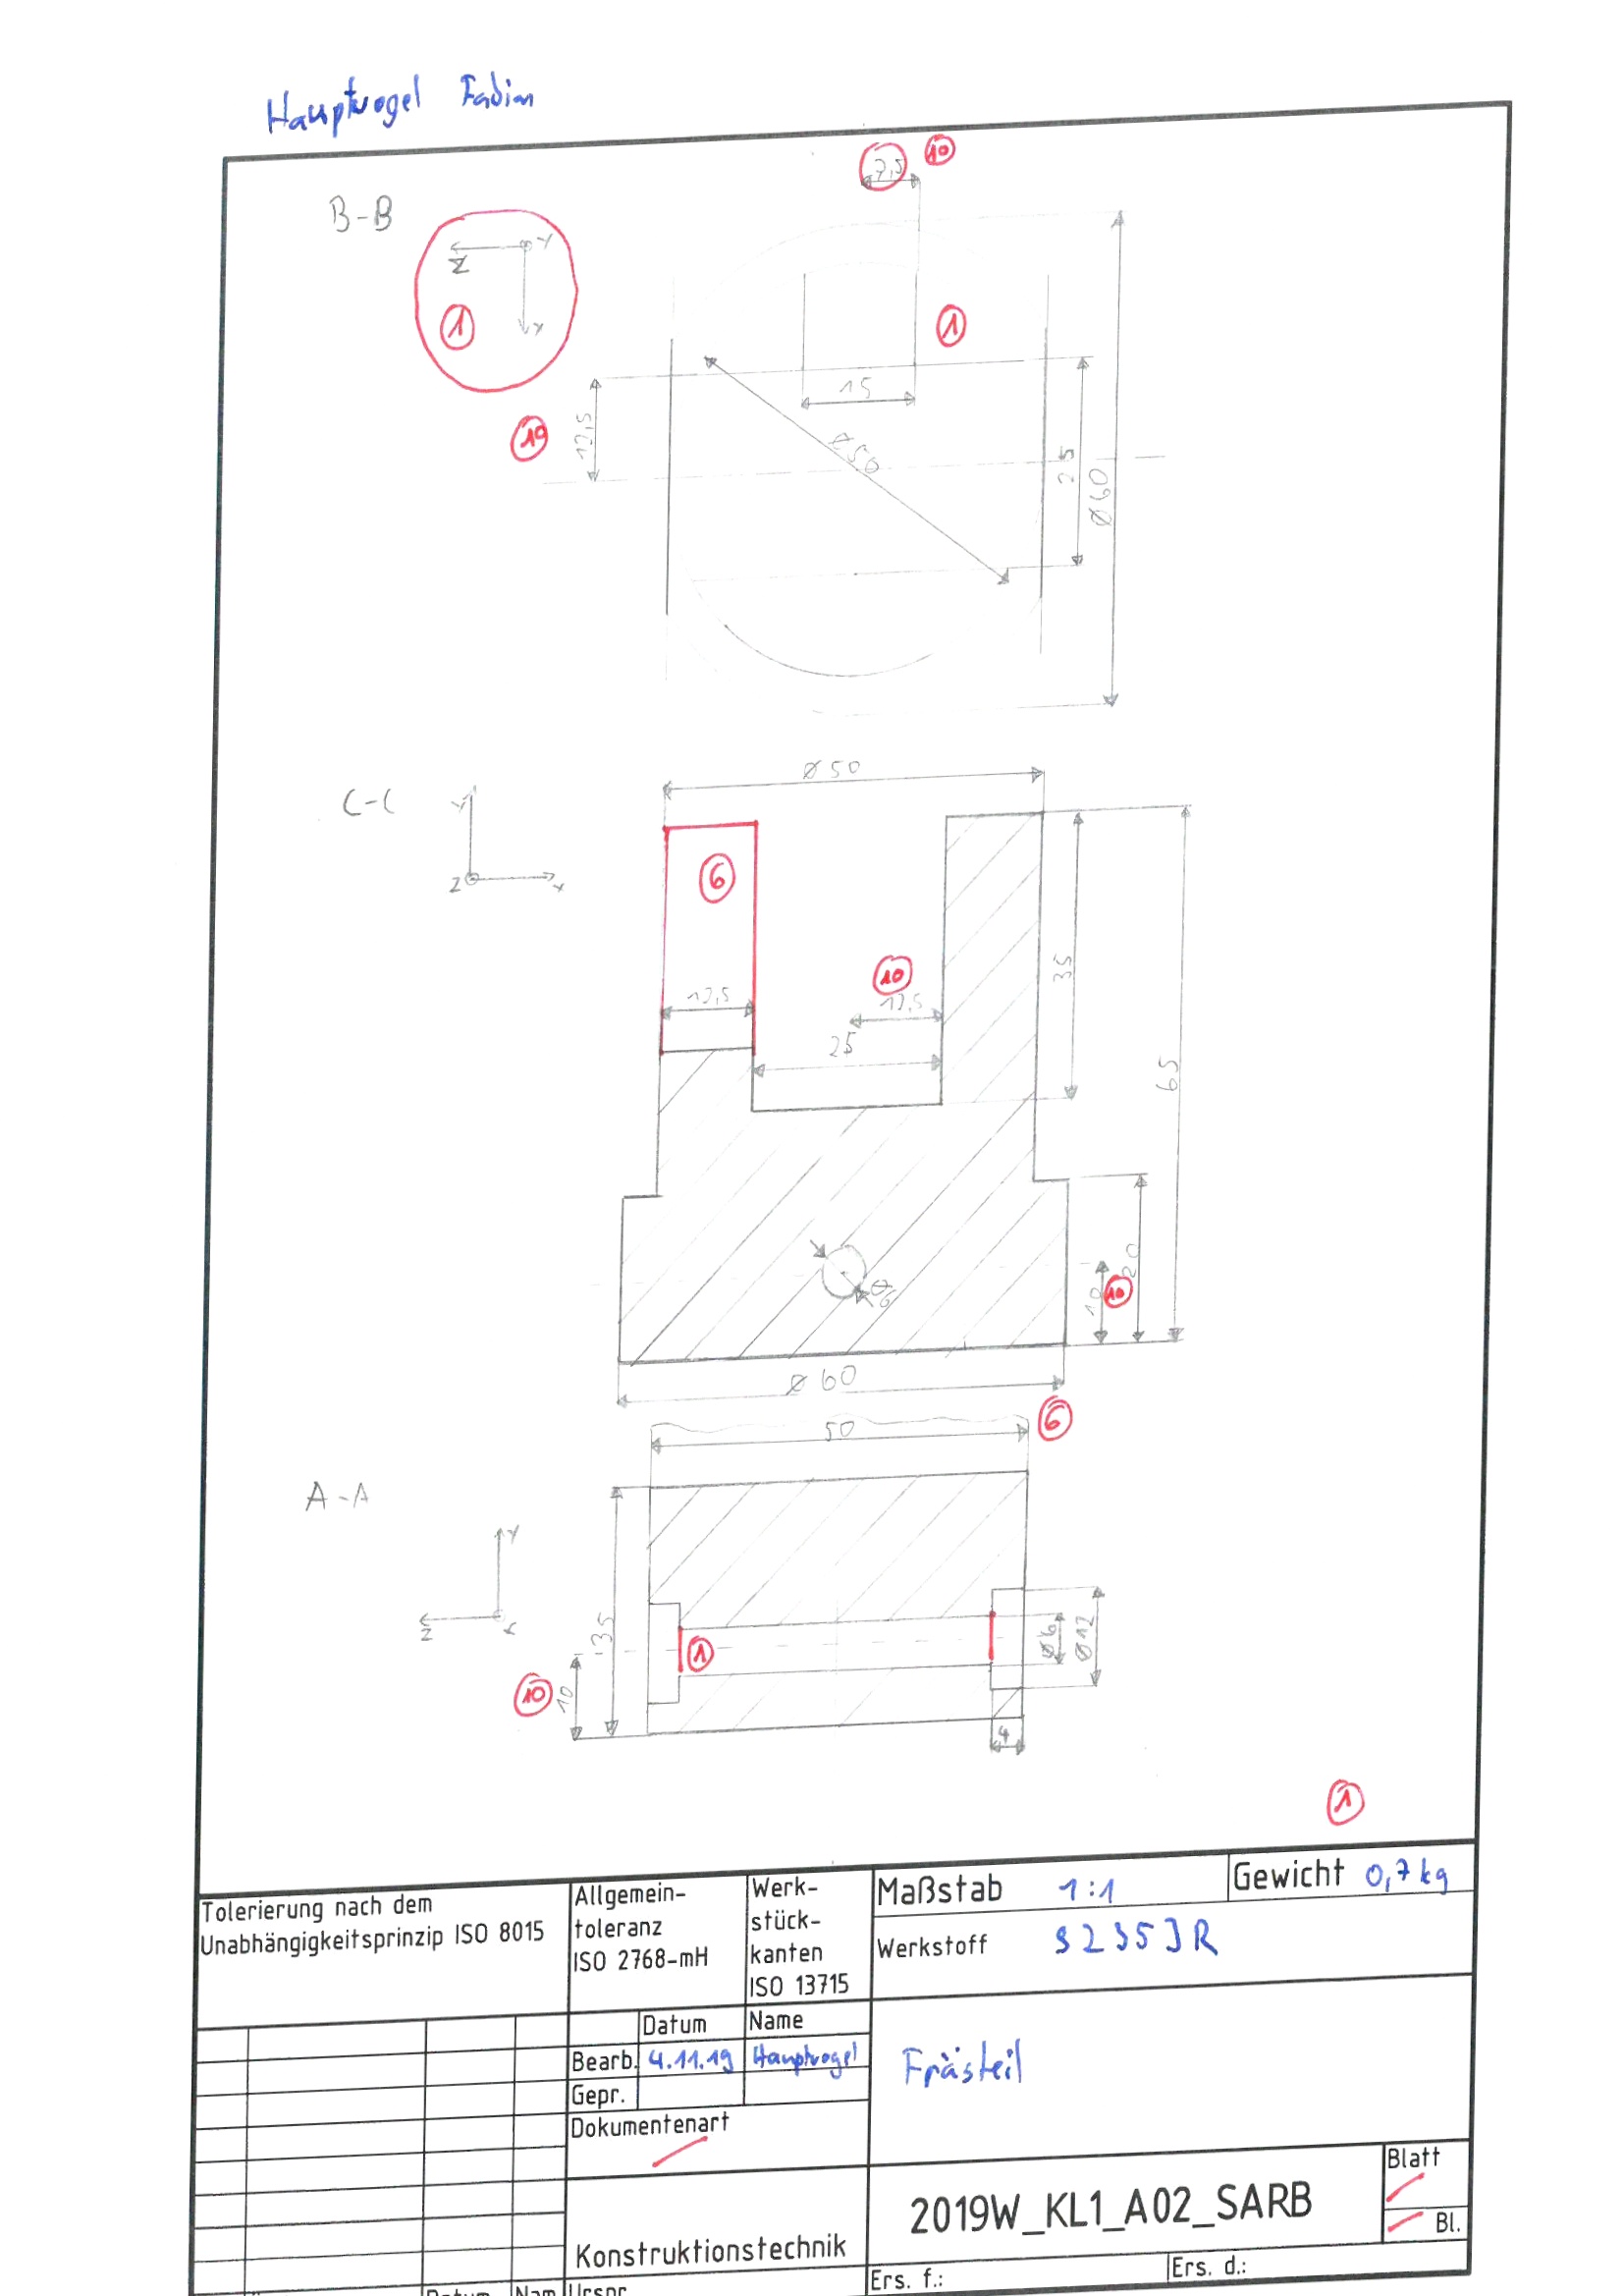 Hauptvogel Fabian
7,5 10
B-B
Y
Z
1
X
1
15
19
12,5
Ø50
25
Ø60
Ø50
C-C
Y
Z
X
6
10
12,5
12,5
25
35
65
Ø6
20
10
10
Ø60
6
50
A-A
Y
Z
X
35
1
Ø6
Ø12
10
10
4
1
Tolerierung nach dem
Unabhängigkeitsprinzip ISO 8015
Allgemein-
toleranz
ISO 2768-mH
Werk-
stück-
kanten
ISO 13715
Maßstab 1:1
Gewicht 0,7kg
Werkstoff S235JR
Datum Name
Bearb. 4.11.19 Hauptvogel
Gepr.
Dokumentenart
Frästeil
Konstruktionstechnik
2019W_KL1_A02_SARB
Blatt
Bl.
Datum Nam Urspr.
Ers. f.:
Ers. d.: